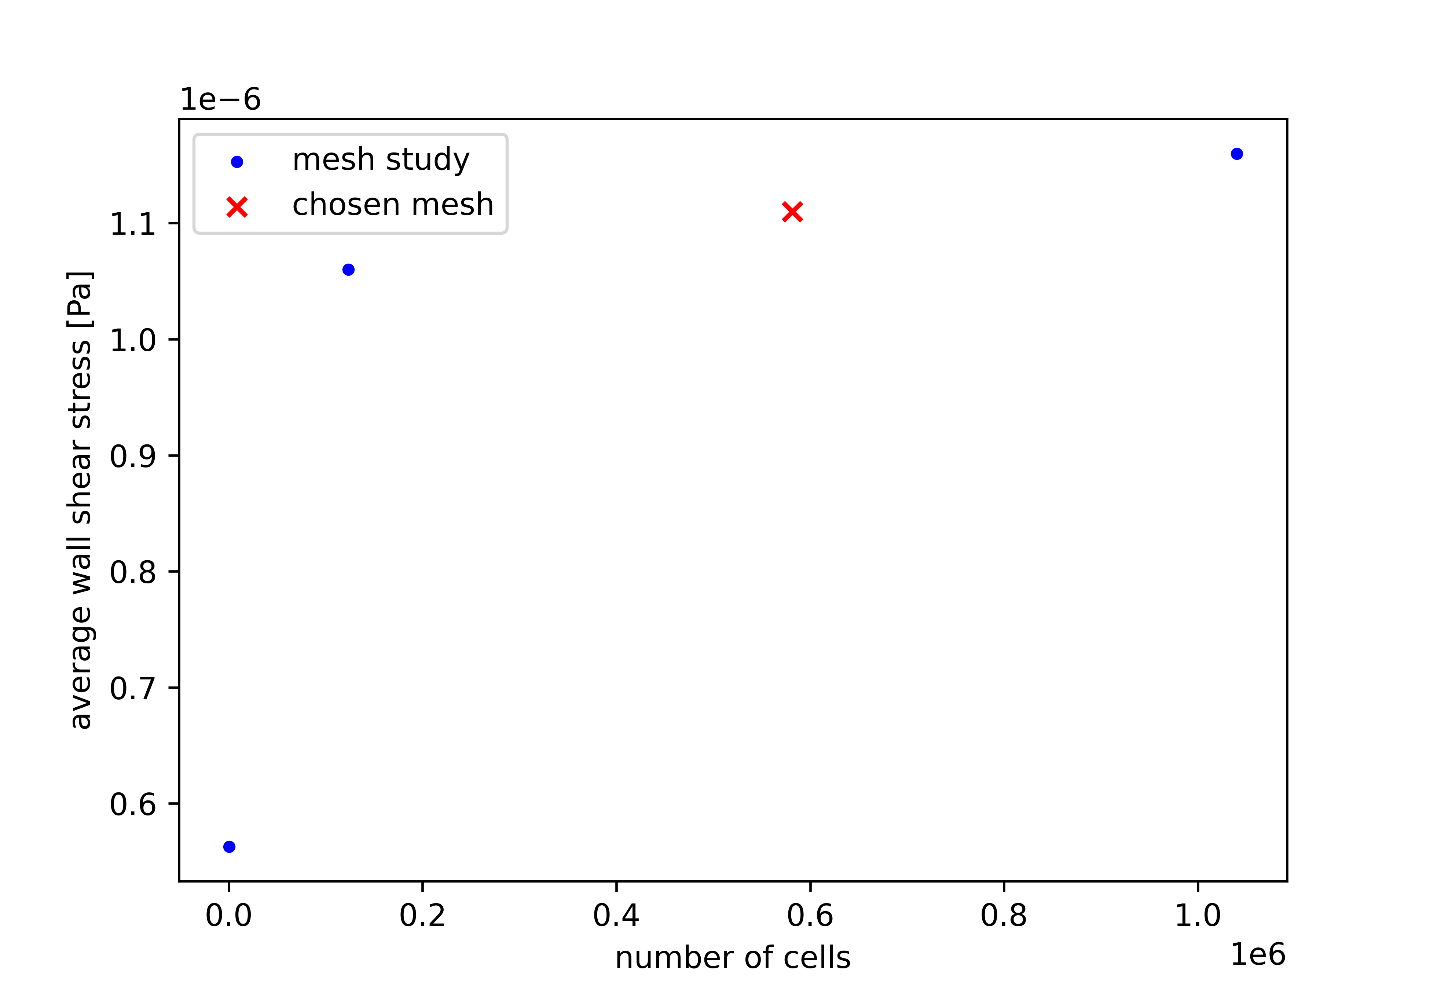 1e−6
mesh study
chosen mesh
1.1
1.0
0.9
0.8
0.7
0.6
average wall shear stress [Pa]
0.0 0.2 0.4 0.6 0.8 1.0
number of cells
1e6